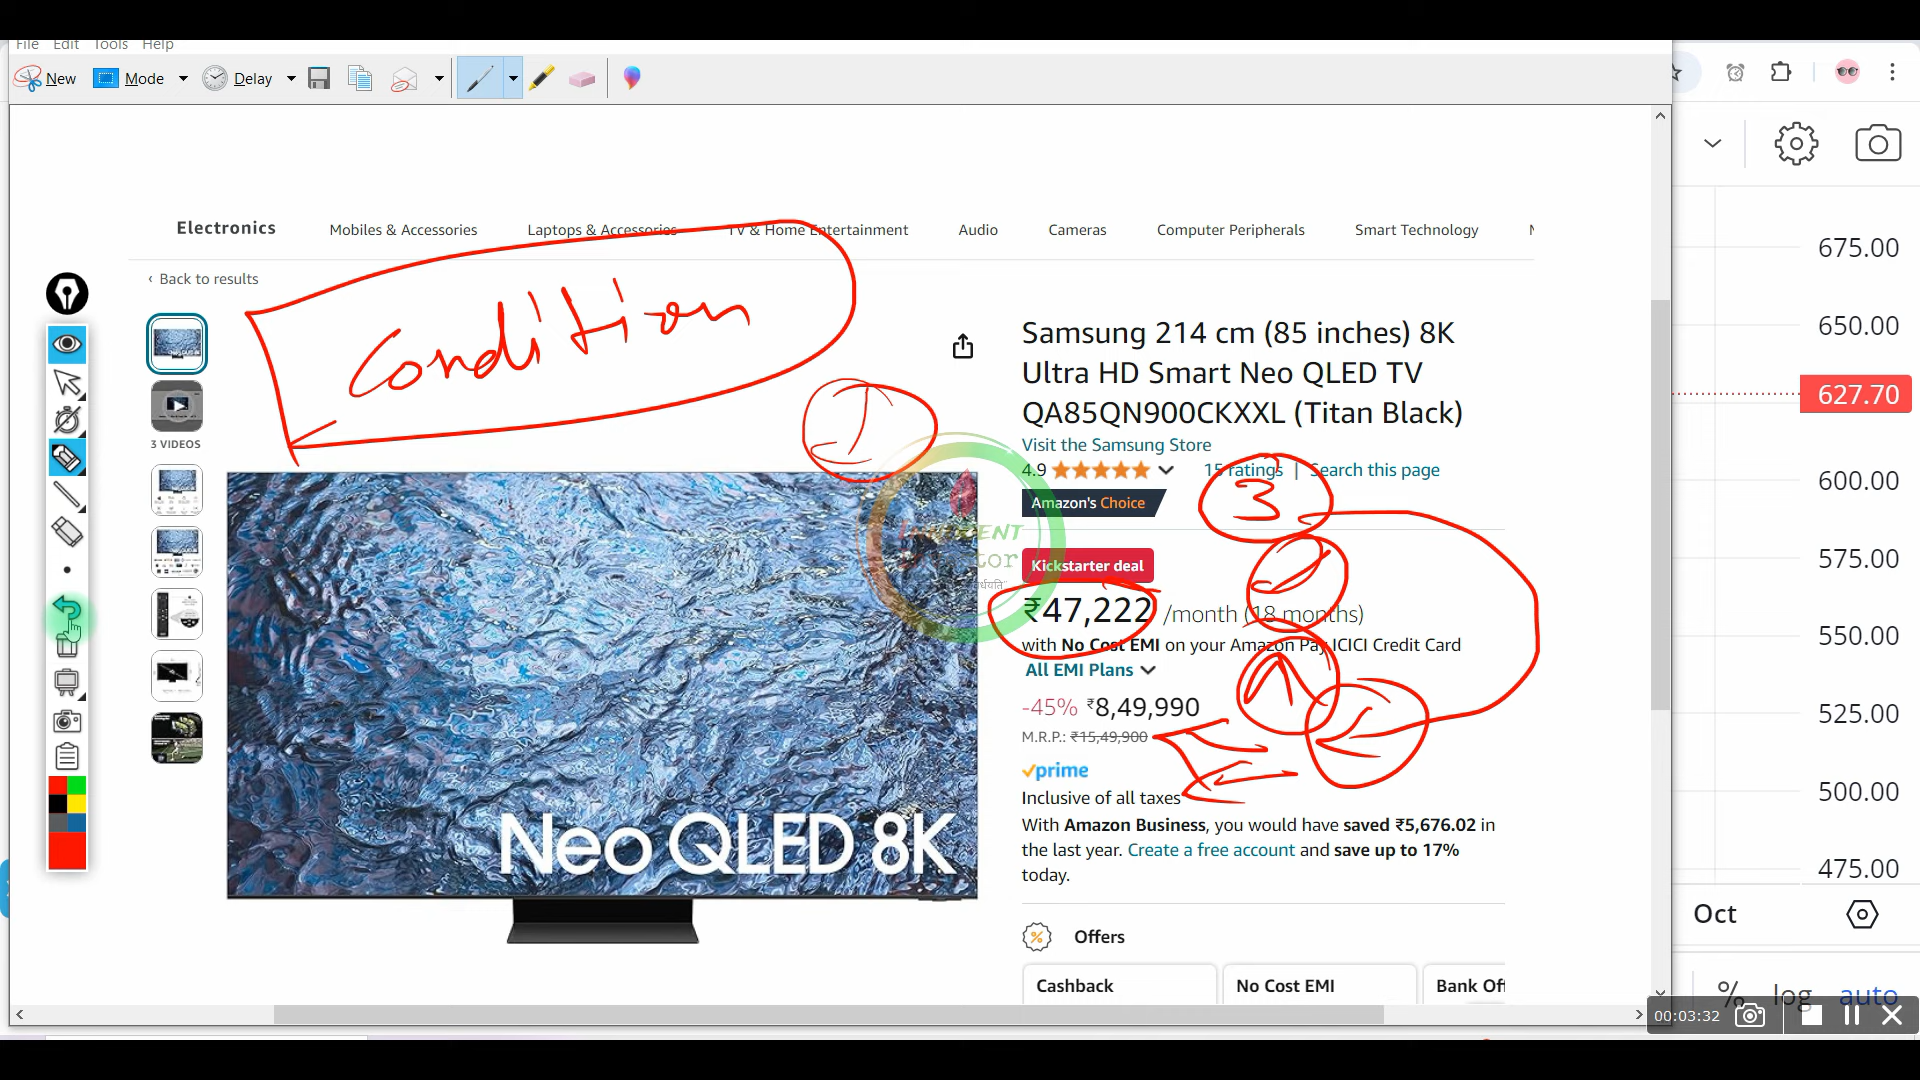 File Edit Tools Help
New Mode Delay
Electronics Mobiles & Accessories Laptops & Accessories TV & Home Entertainment Audio Cameras Computer Peripherals Smart Technology
‹ Back to results
Condition
3 VIDEOS
Samsung 214 cm (85 inches) 8K
Ultra HD Smart Neo QLED TV
QA85QN900CKXXL (Titan Black)
Visit the Samsung Store
4.9 15 ratings | Search this page
Amazon's Choice
3
Kickstarter deal
₹47,222 /month (18 months)
with No Cost EMI on your Amazon Pay ICICI Credit Card
All EMI Plans
-45% ₹8,49,990
M.R.P.: ₹15,49,900
prime
Inclusive of all taxes
With Amazon Business, you would have saved ₹5,676.02 in
the last year. Create a free account and save up to 17%
today.
Offers
Cashback No Cost EMI Bank Off
Neo QLED 8K
675.00
650.00
627.70
600.00
575.00
550.00
525.00
500.00
475.00
Oct
% log auto
00:03:32